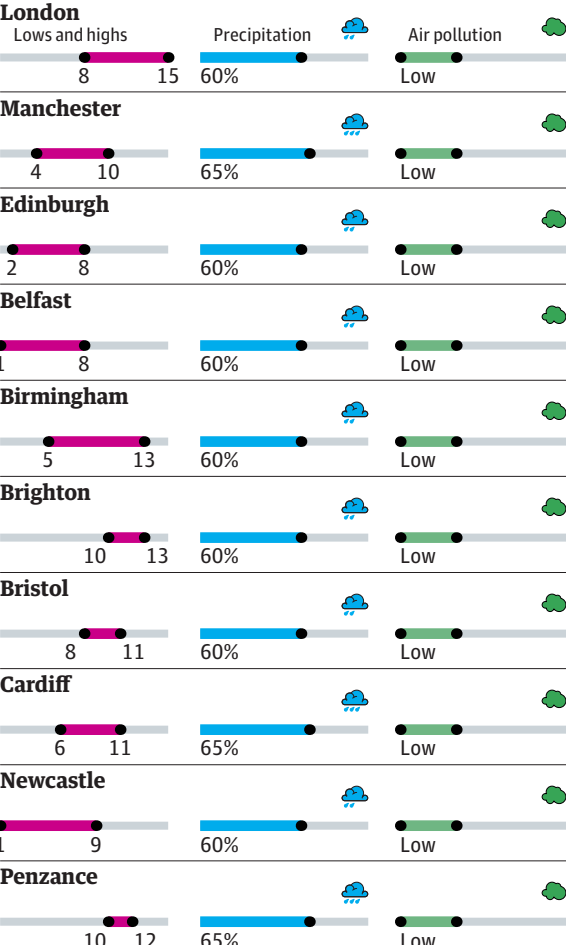 London
Lows and highs Precipitation Air pollution
8 15 60% Low
Manchester
4 10 65% Low
Edinburgh
2 8 60% Low
Belfast
1 8 60% Low
Birmingham
5 13 60% Low
Brighton
10 13 60% Low
Bristol
8 11 60% Low
Cardiff
6 11 65% Low
Newcastle
1 9 60% Low
Penzance
10 12 65% Low